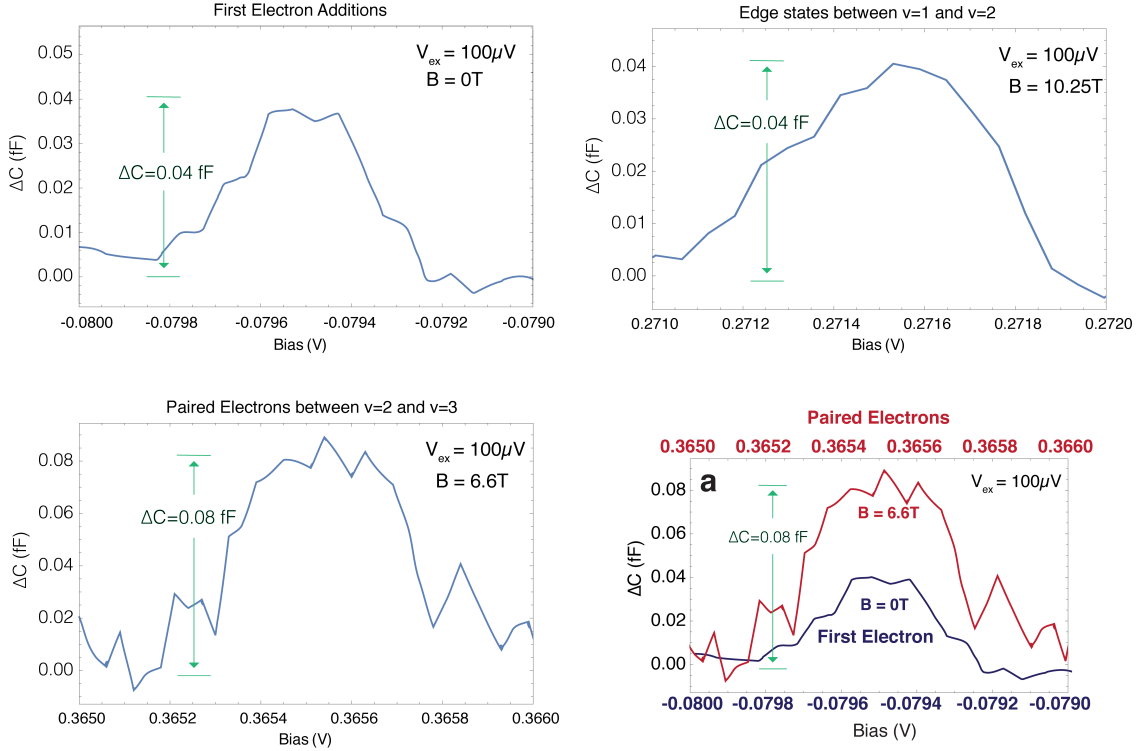 First Electron Additions
ΔC (fF)
0.05
0.04
0.03
0.02
0.01
0.00
Vex = 100µV
B = 0T
ΔC=0.04 fF
-0.0800 -0.0798 -0.0796 -0.0794 -0.0792 -0.0790
Bias (V)
Edge states between v=1 and v=2
ΔC (fF)
0.04
0.03
0.02
0.01
0.00
Vex = 100µV
B = 10.25T
ΔC=0.04 fF
0.2710 0.2712 0.2714 0.2716 0.2718 0.2720
Bias (V)
Paired Electrons between v=2 and v=3
ΔC (fF)
0.08
0.06
0.04
0.02
0.00
Vex = 100µV
B = 6.6T
ΔC=0.08 fF
0.3650 0.3652 0.3654 0.3656 0.3658 0.3660
Bias (V)
Paired Electrons
0.3650 0.3652 0.3654 0.3656 0.3658 0.3660
a
Vex = 100µV
ΔC (fF)
0.08
0.06
0.04
0.02
0.00
B = 6.6T
ΔC=0.08 fF
B = 0T
First Electron
-0.0800 -0.0798 -0.0796 -0.0794 -0.0792 -0.0790
Bias (V)